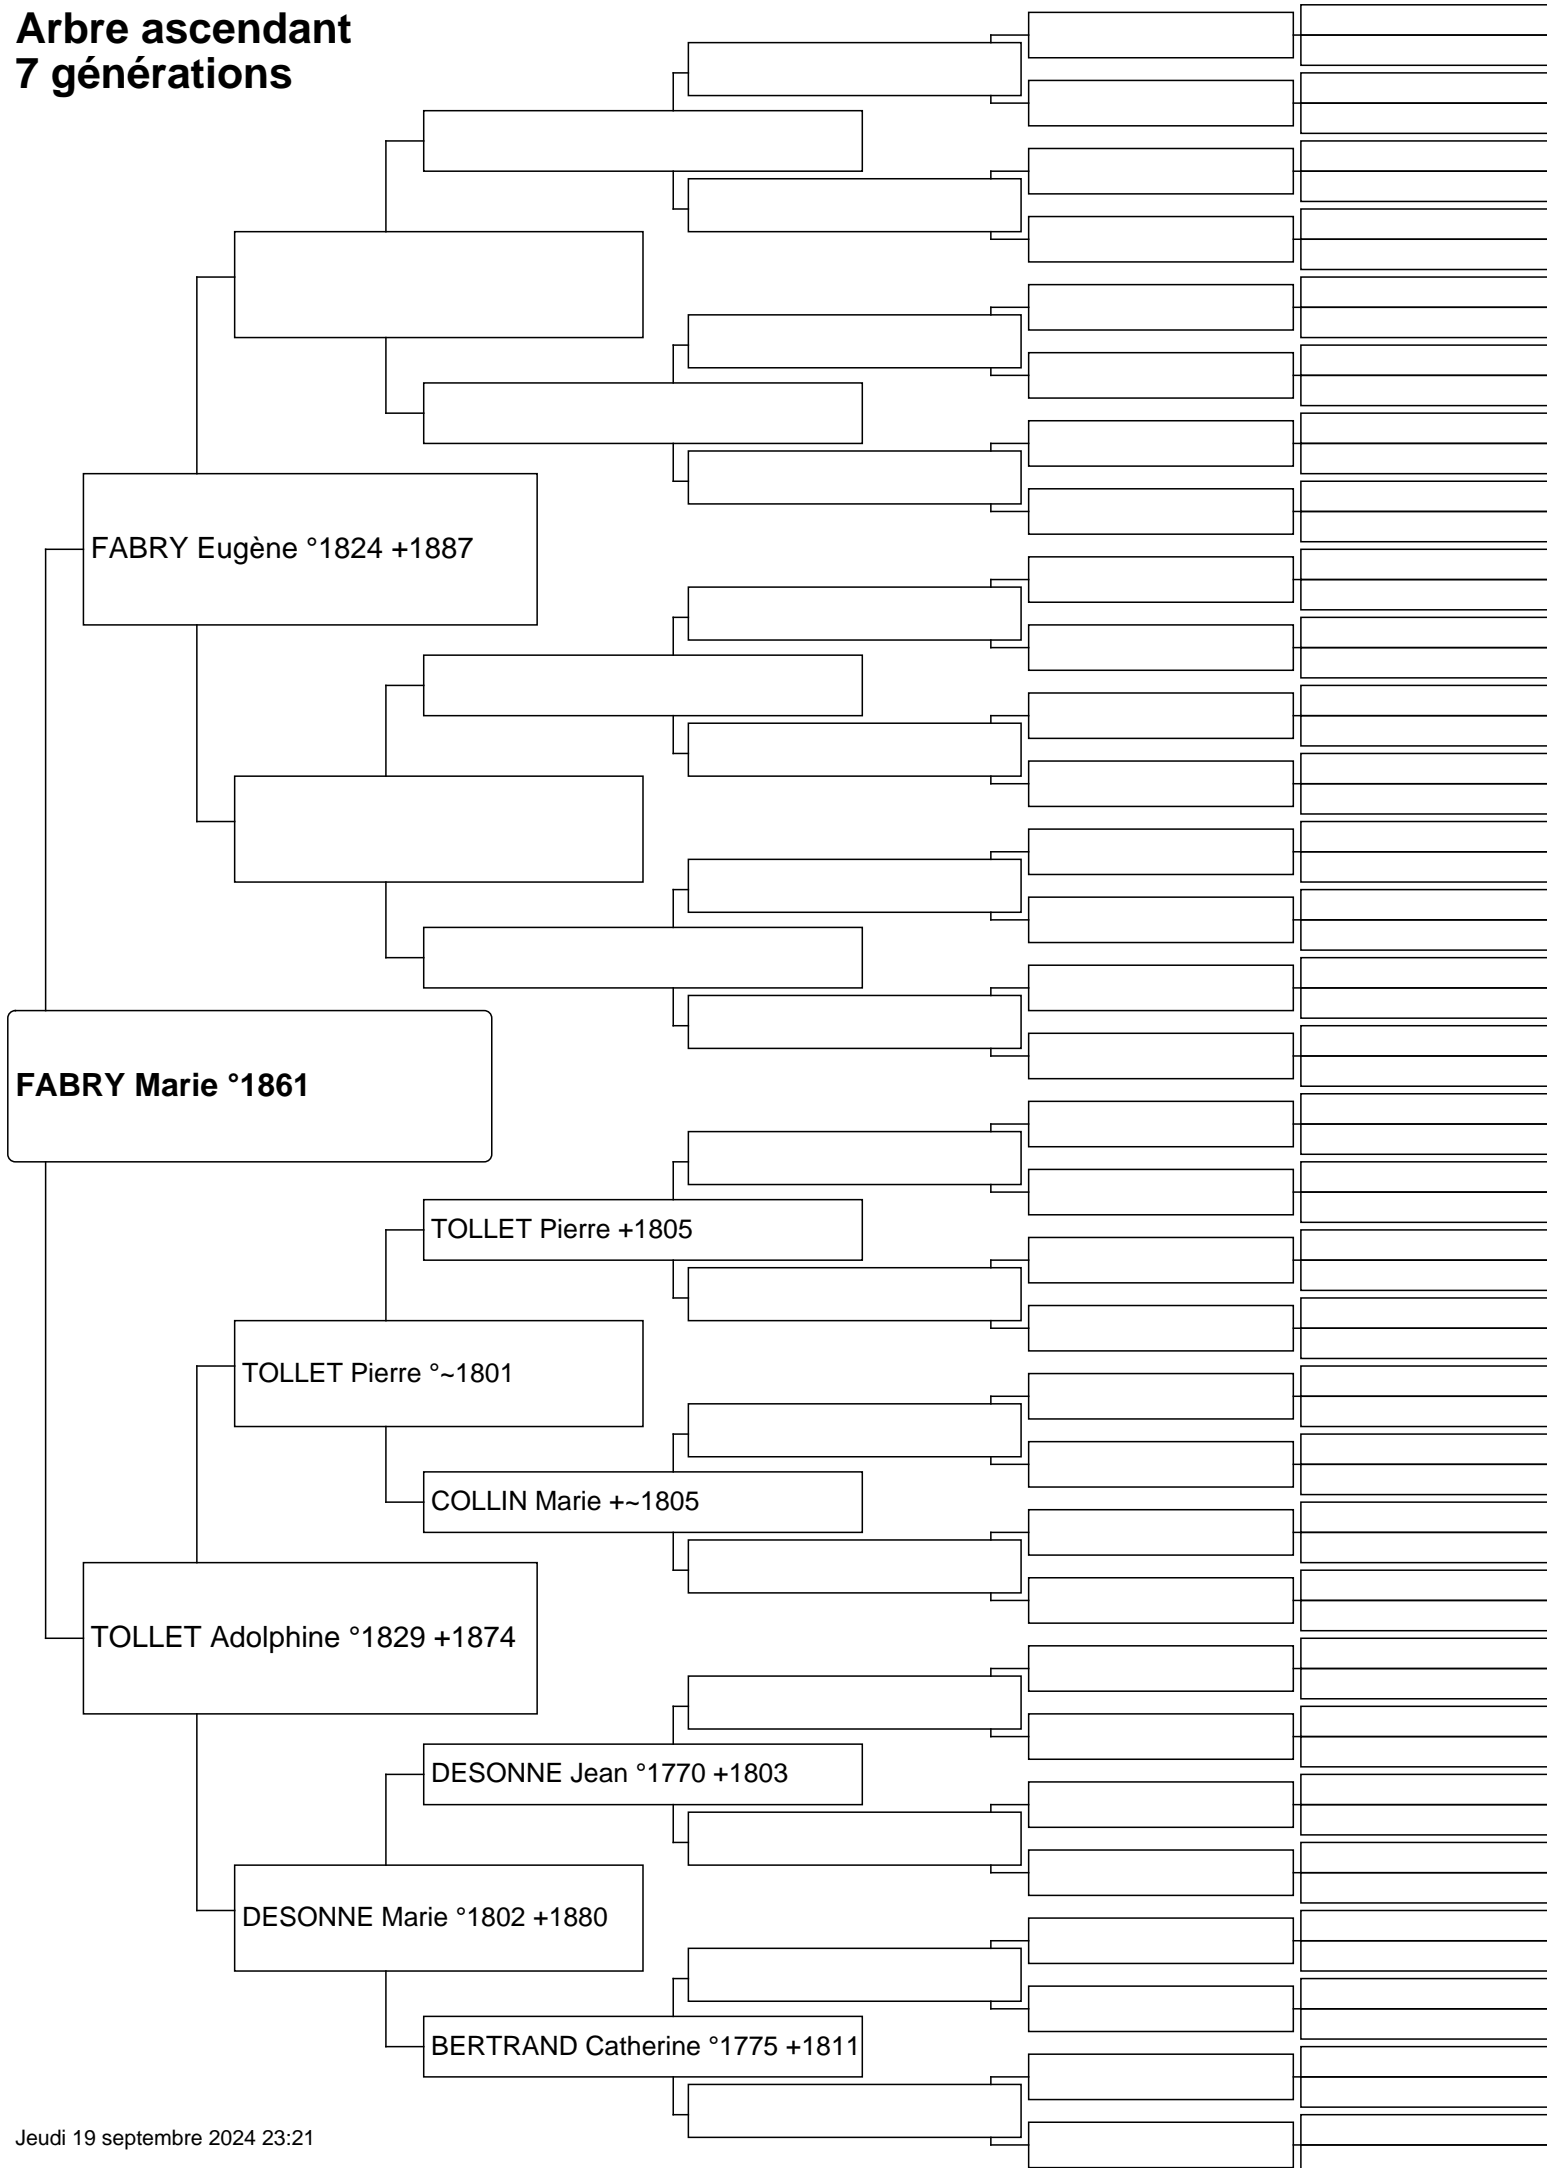 Arbre ascendant
7 générations
FABRY Eugène °1824 +1887
FABRY Marie °1861
TOLLET Pierre +1805
TOLLET Pierre °~1801
COLLIN Marie +~1805
TOLLET Adolphine °1829 +1874
DESONNE Jean °1770 +1803
DESONNE Marie °1802 +1880
BERTRAND Catherine °1775 +1811
Jeudi 19 septembre 2024 23:21